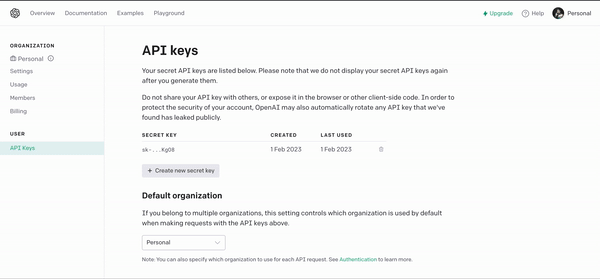 Overview Documentation Examples Playground Upgrade Help Personal
ORGANIZATION
Personal
Settings
Usage
Members
Billing
USER
API Keys
API keys
Your secret API keys are listed below. Please note that we do not display your secret API keys again
after you generate them.
Do not share your API key with others, or expose it in the browser or other client-side code. In order to
protect the security of your account, OpenAI may also automatically rotate any API key that we've
found has leaked publicly.
SECRET KEY CREATED LAST USED
sk-...KgO8 1 Feb 2023 1 Feb 2023
+ Create new secret key
Default organization
If you belong to multiple organizations, this setting controls which organization is used by default
when making requests with the API keys above.
Personal
Note: You can also specify which organization to use for each API request. See Authentication to learn more.